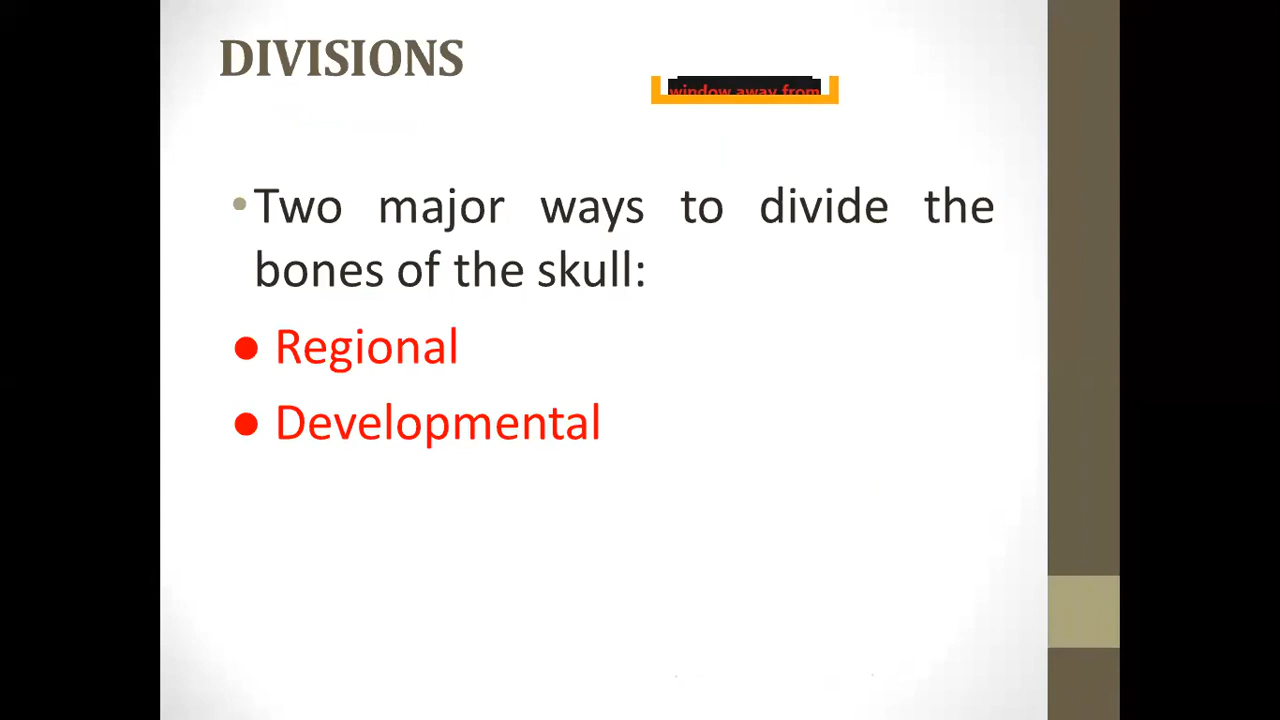 DIVISIONS
window away from
•Two major ways to divide the
bones of the skull:
● Regional
● Developmental